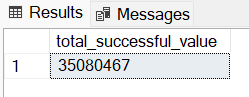 Results Messages
total_successful_value
1 35080467